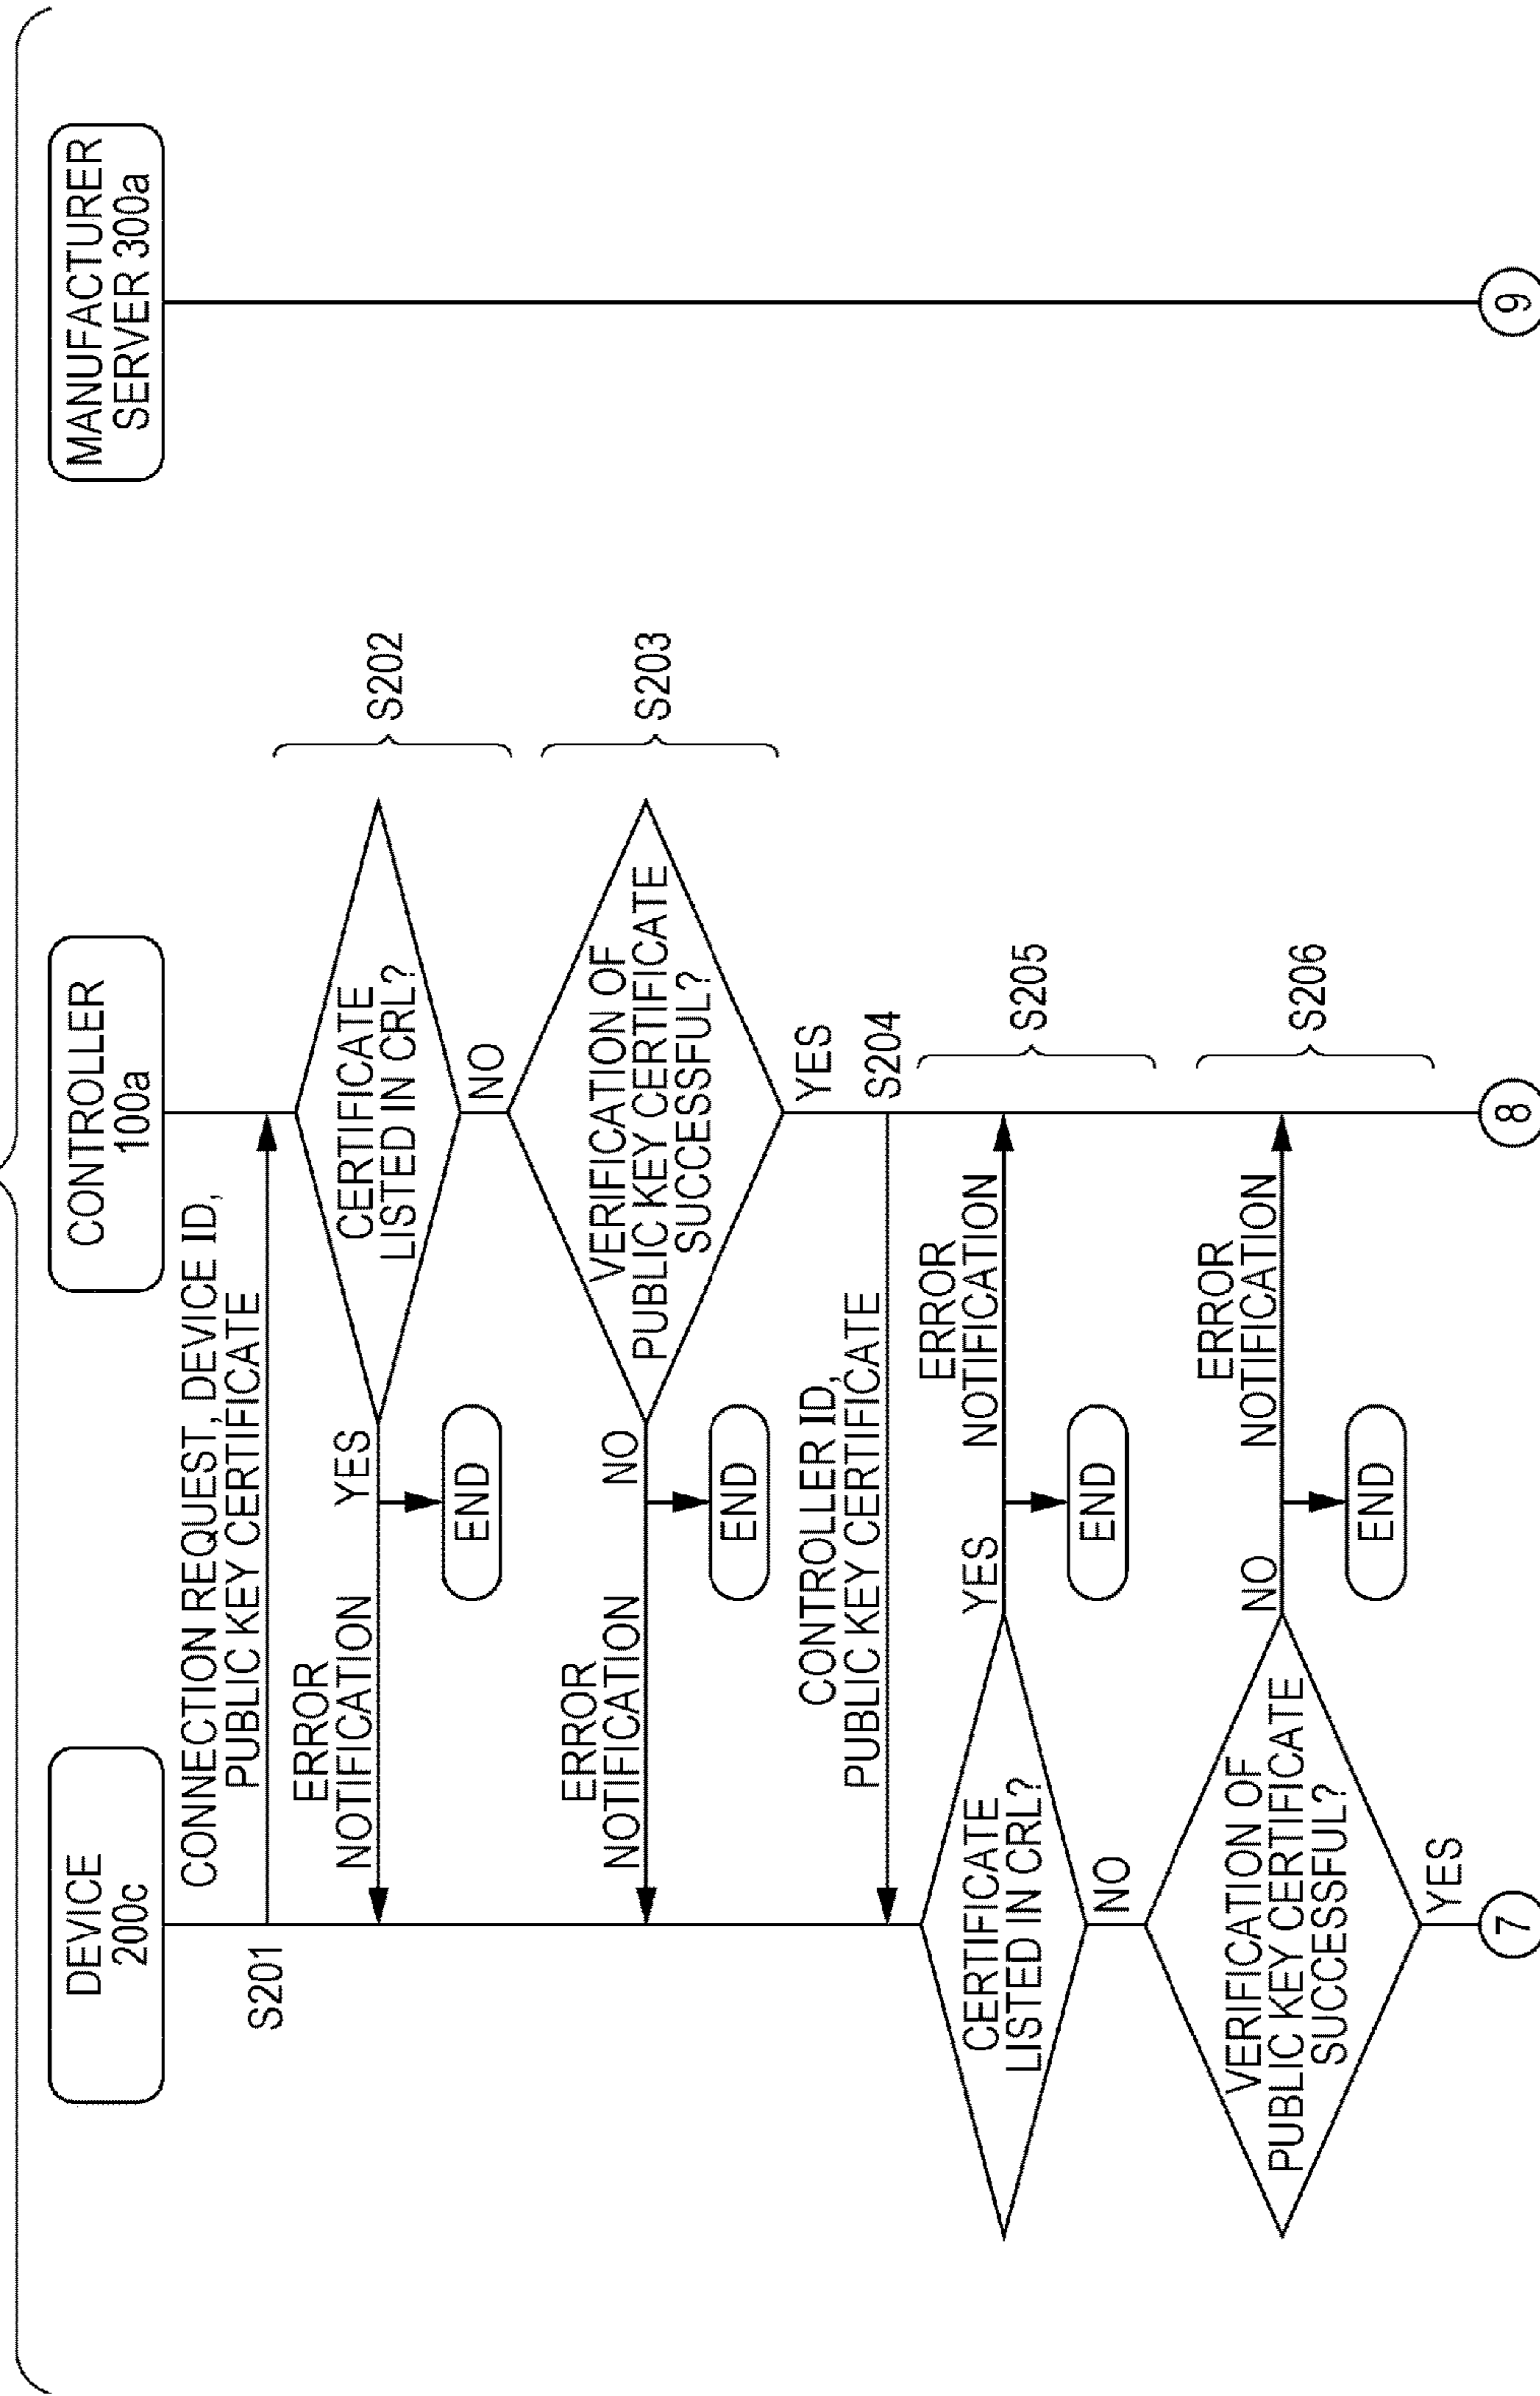 DEVICE
200c
CONTROLLER
100a
MANUFACTURER
SERVER 300a
CONNECTION REQUEST, DEVICE ID,
PUBLIC KEY CERTIFICATE
S201
ERROR
NOTIFICATION
YES
END
CERTIFICATE
LISTED IN CRL?
S202
NO
ERROR
NOTIFICATION
NO
END
VERIFICATION OF
PUBLIC KEY CERTIFICATE
SUCCESSFUL?
S203
YES
CONTROLLER ID,
PUBLIC KEY CERTIFICATE
S204
CERTIFICATE
LISTED IN CRL?
YES
ERROR
NOTIFICATION
END
S205
NO
VERIFICATION OF
PUBLIC KEY CERTIFICATE
SUCCESSFUL?
NO
ERROR
NOTIFICATION
END
S206
YES
7
8
9